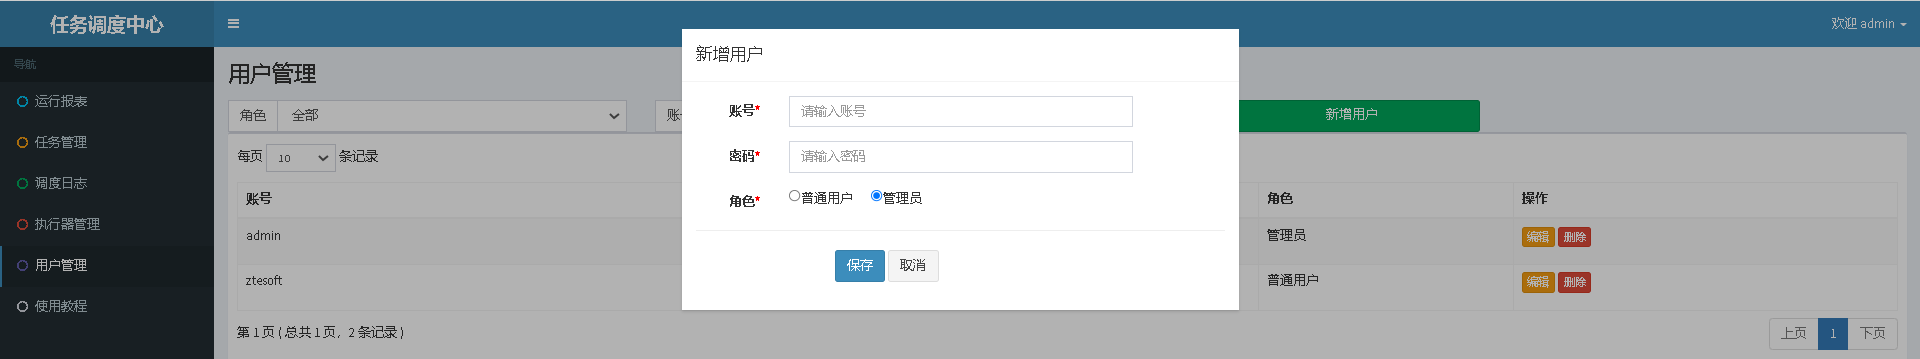 任务调度中心
欢迎 admin
导航
运行报表
任务管理
调度日志
执行器管理
用户管理
使用教程
用户管理
角色 全部
新增用户
每页 10 条记录
账号 角色 操作
admin 管理员 编辑 删除
ztesoft 普通用户 编辑 删除
第 1 页 ( 总共 1 页，2 条记录 )
上页 1 下页
新增用户
账号* 请输入账号
密码* 请输入密码
角色* 普通用户 管理员
保存 取消